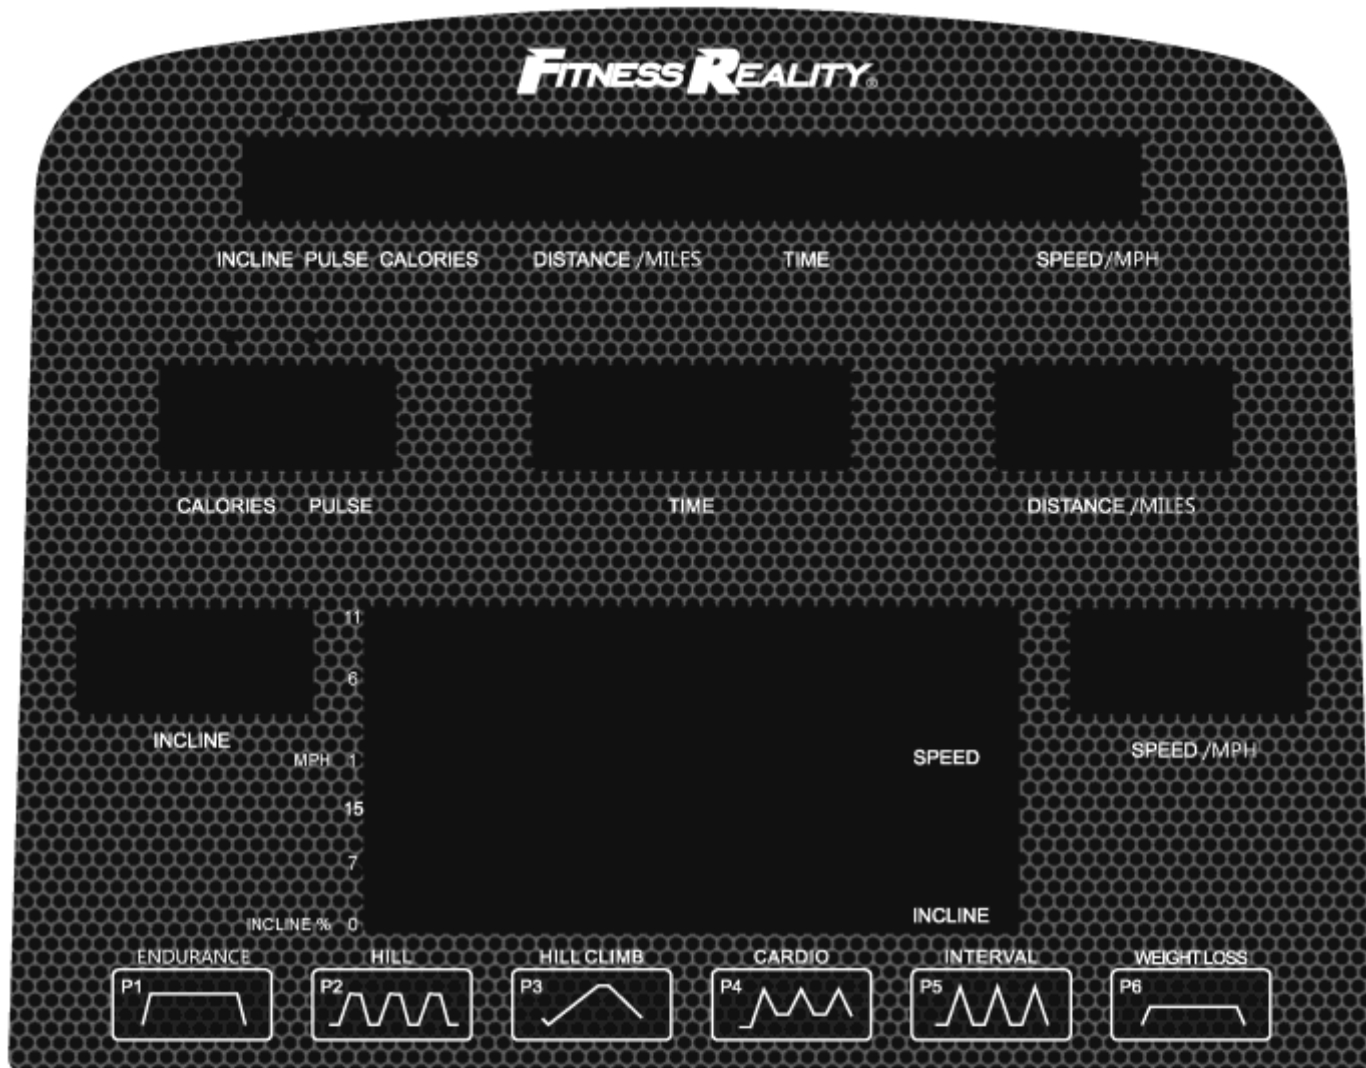 FITNESS REALITY®
INCLINE PULSE CALORIES DISTANCE /MILES TIME SPEED/MPH
CALORIES PULSE TIME DISTANCE /MILES
11
6
INCLINE
MPH 1 SPEED SPEED /MPH
15
7
INCLINE % 0 INCLINE
ENDURANCE HILL HILL CLIMB CARDIO INTERVAL WEIGHT LOSS
P1 P2 P3 P4 P5 P6